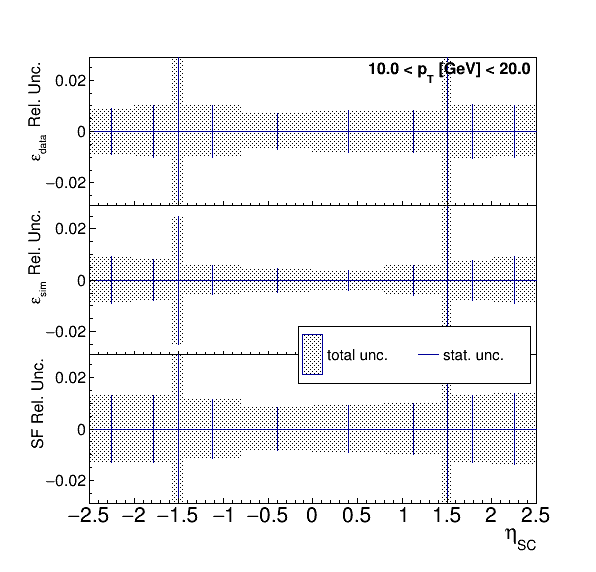 10.0 < p_T [GeV] < 20.0
ε_data Rel. Unc.
0.02
0
−0.02
ε_sim Rel. Unc.
0.02
0
−0.02
total unc. stat. unc.
SF Rel. Unc.
0.02
0
−0.02
−2.5 −2 −1.5 −1 −0.5 0 0.5 1 1.5 2 2.5
η_SC